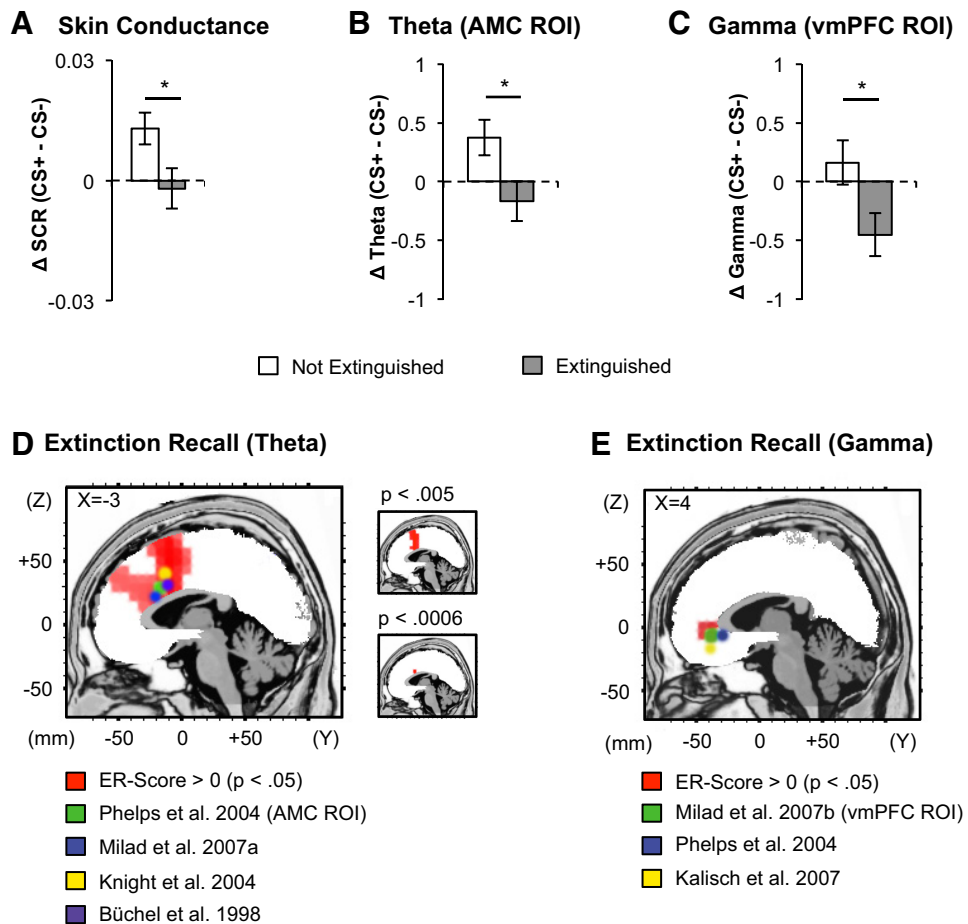 A Skin Conductance
0.03
0
-0.03
Δ SCR (CS+ - CS-)
*
B Theta (AMC ROI)
1
0.5
0
-0.5
-1
Δ Theta (CS+ - CS-)
*
C Gamma (vmPFC ROI)
1
0.5
0
-0.5
-1
Δ Gamma (CS+ - CS-)
*
Not Extinguished
Extinguished
D Extinction Recall (Theta)
(Z)
X=-3
+50
0
-50
(mm) -50 0 +50 (Y)
p < .005
p < .0006
ER-Score > 0 (p < .05)
Phelps et al. 2004 (AMC ROI)
Milad et al. 2007a
Knight et al. 2004
Büchel et al. 1998
E Extinction Recall (Gamma)
(Z)
X=4
+50
0
-50
(mm) -50 0 +50 (Y)
ER-Score > 0 (p < .05)
Milad et al. 2007b (vmPFC ROI)
Phelps et al. 2004
Kalisch et al. 2007